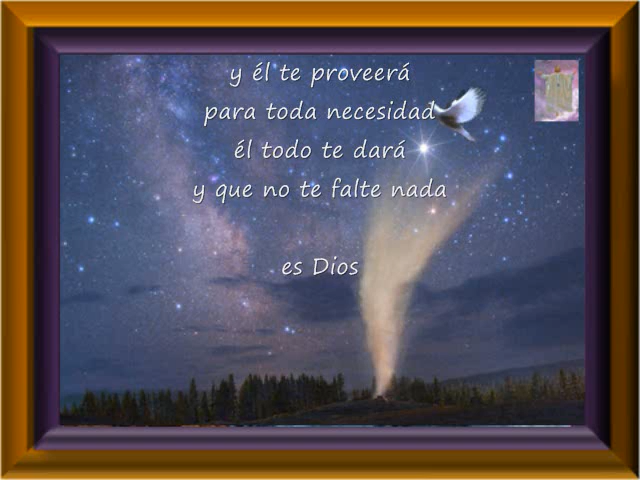 y él te proveerá
para toda necesidad
él todo te dará
y que no te falte nada
es Dios